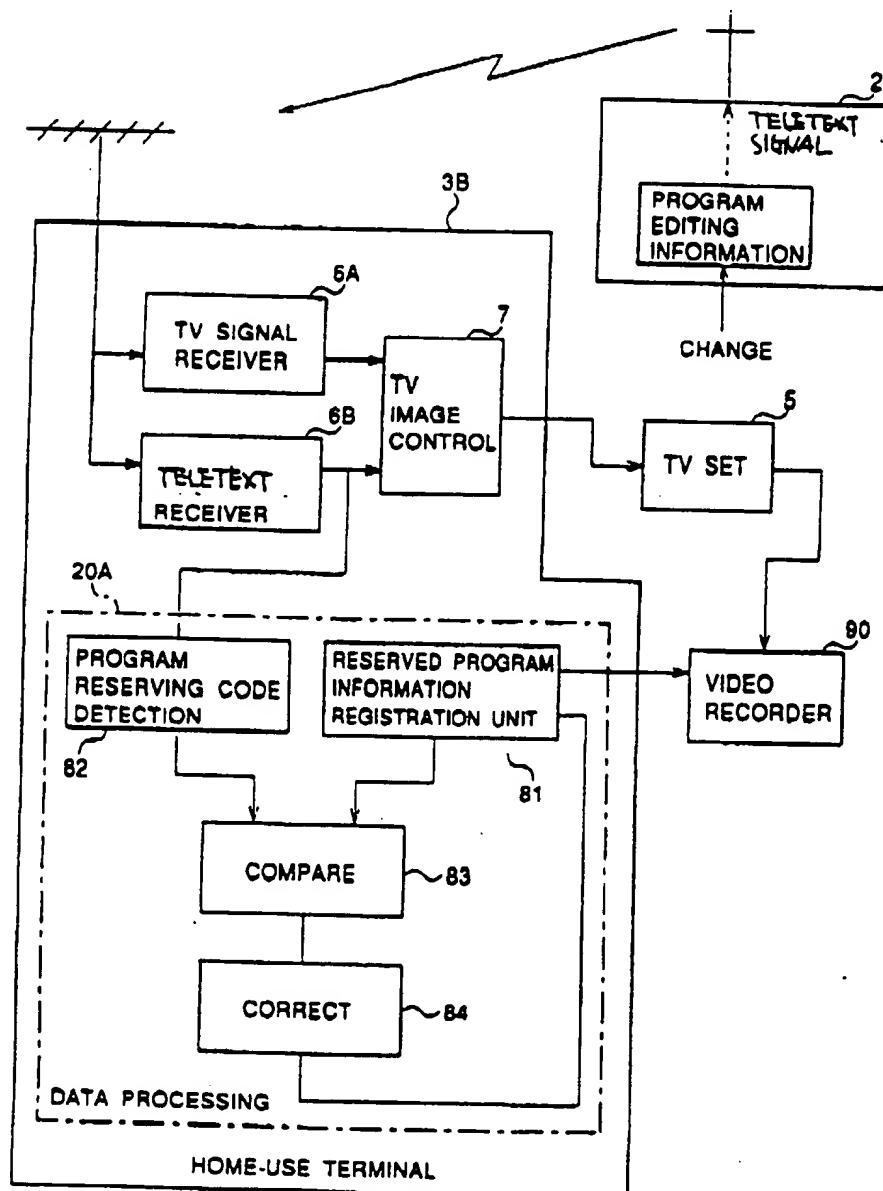 2
TELETEXT
SIGNAL
PROGRAM
EDITING
INFORMATION
CHANGE
3B
6A
TV SIGNAL
RECEIVER
7
TV
IMAGE
CONTROL
6B
TELETEXT
RECEIVER
5
TV SET
20A
PROGRAM
RESERVING CODE
DETECTION
82
RESERVED PROGRAM
INFORMATION
REGISTRATION UNIT
81
90
VIDEO
RECORDER
COMPARE
83
CORRECT
84
DATA PROCESSING
HOME-USE TERMINAL